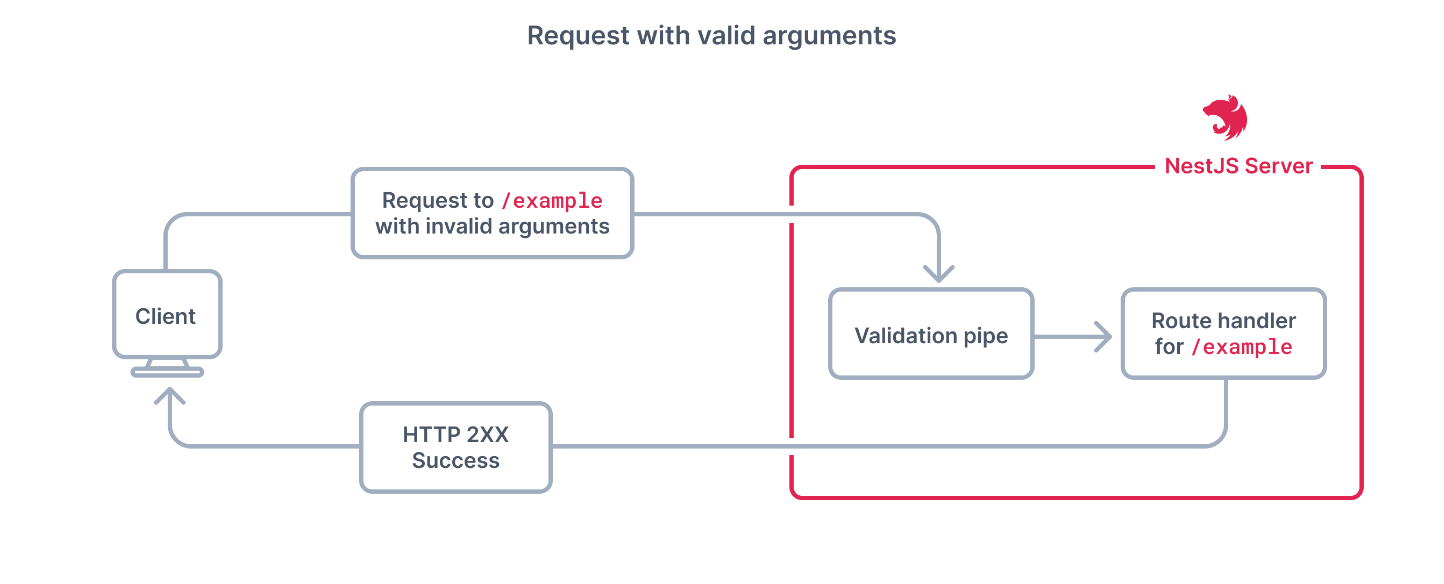 Request with valid arguments
NestJS Server
Request to /example
with invalid arguments
Client
Validation pipe
Route handler
for /example
HTTP 2XX
Success